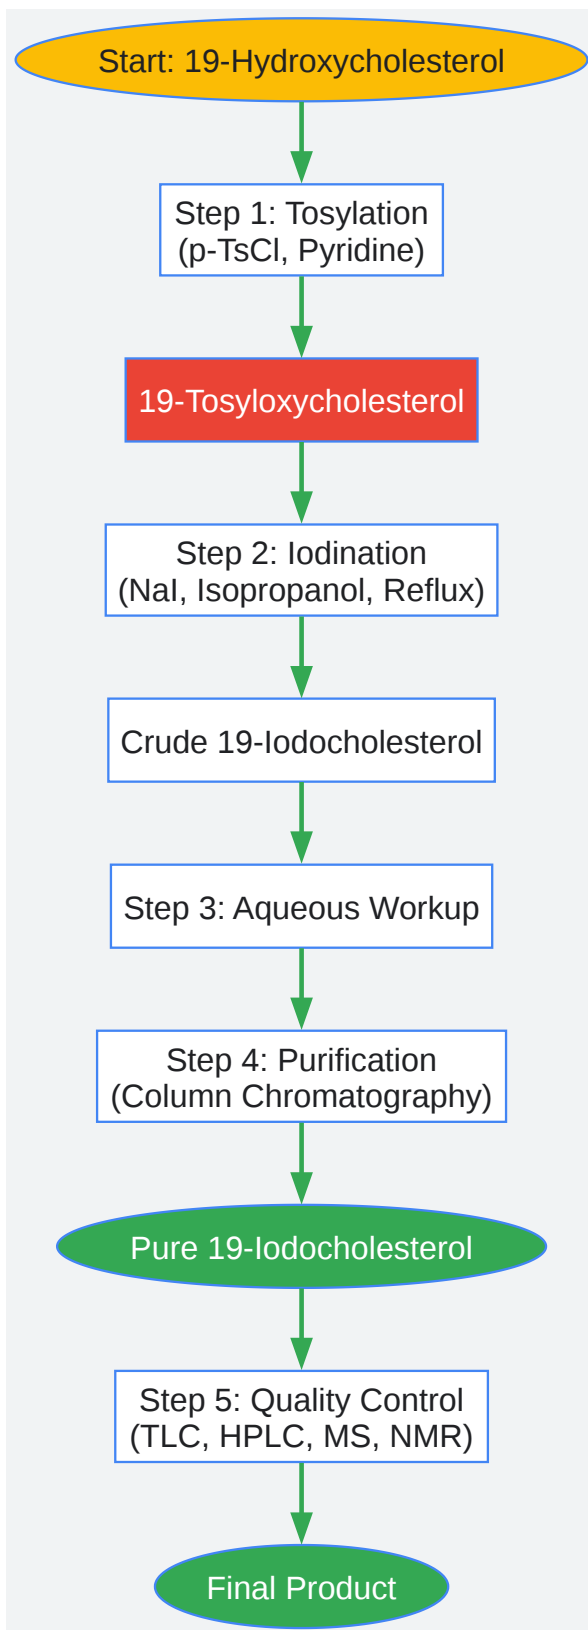 Start: 19-Hydroxycholesterol
Step 1: Tosylation
(p-TsCl, Pyridine)
19-Tosyloxycholesterol
Step 2: Iodination
(NaI, Isopropanol, Reflux)
Crude 19-Iodocholesterol
Step 3: Aqueous Workup
Step 4: Purification
(Column Chromatography)
Pure 19-Iodocholesterol
Step 5: Quality Control
(TLC, HPLC, MS, NMR)
Final Product